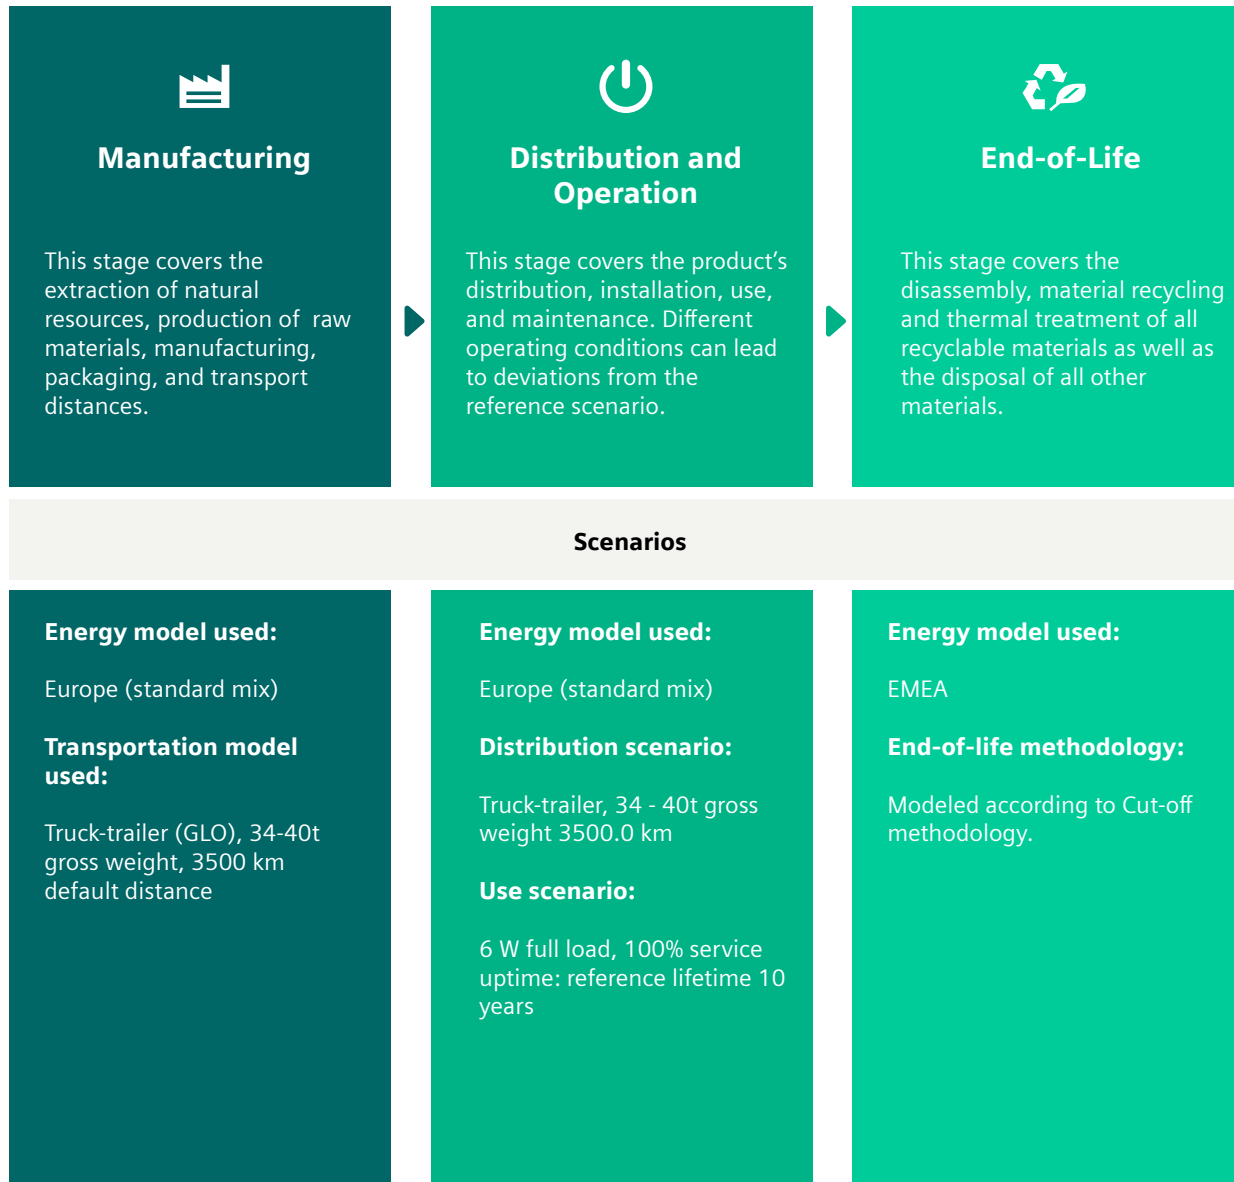 Manufacturing
This stage covers the
extraction of natural
resources, production of  raw
materials, manufacturing,
packaging, and transport
distances.
Distribution and
Operation
This stage covers the product’s
distribution, installation, use,
and maintenance. Different
operating conditions can lead
to deviations from the
reference scenario.
End-of-Life
This stage covers the
disassembly, material recycling
and thermal treatment of all
recyclable materials as well as
the disposal of all other
materials.
Scenarios
Energy model used:
Europe (standard mix)
Transportation model
used:
Truck-trailer (GLO), 34-40t
gross weight, 3500 km
default distance
Energy model used:
Europe (standard mix)
Distribution scenario:
Truck-trailer, 34 - 40t gross
weight 3500.0 km
Use scenario:
6 W full load, 100% service
uptime: reference lifetime 10
years
Energy model used:
EMEA
End-of-life methodology:
Modeled according to Cut-off
methodology.